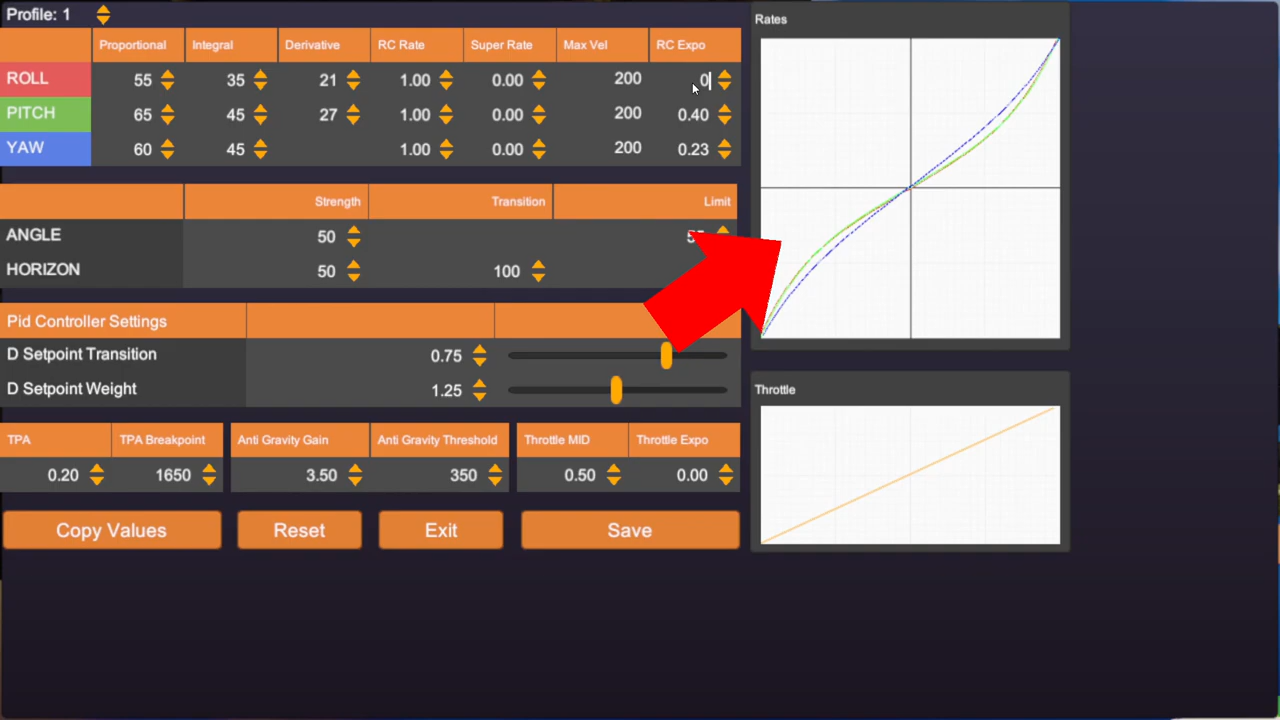 Profile: 1
Proportional Integral Derivative RC Rate Super Rate Max Vel RC Expo
ROLL 55 35 21 1.00 0.00 200 0
PITCH 65 45 27 1.00 0.00 200 0.40
YAW 60 45 1.00 0.00 200 0.23
Strength Transition Limit
ANGLE 50
HORIZON 50 100
Pid Controller Settings
D Setpoint Transition 0.75
D Setpoint Weight 1.25
TPA TPA Breakpoint Anti Gravity Gain Anti Gravity Threshold Throttle MID Throttle Expo
0.20 1650 3.50 350 0.50 0.00
Copy Values Reset Exit Save
Rates
Throttle